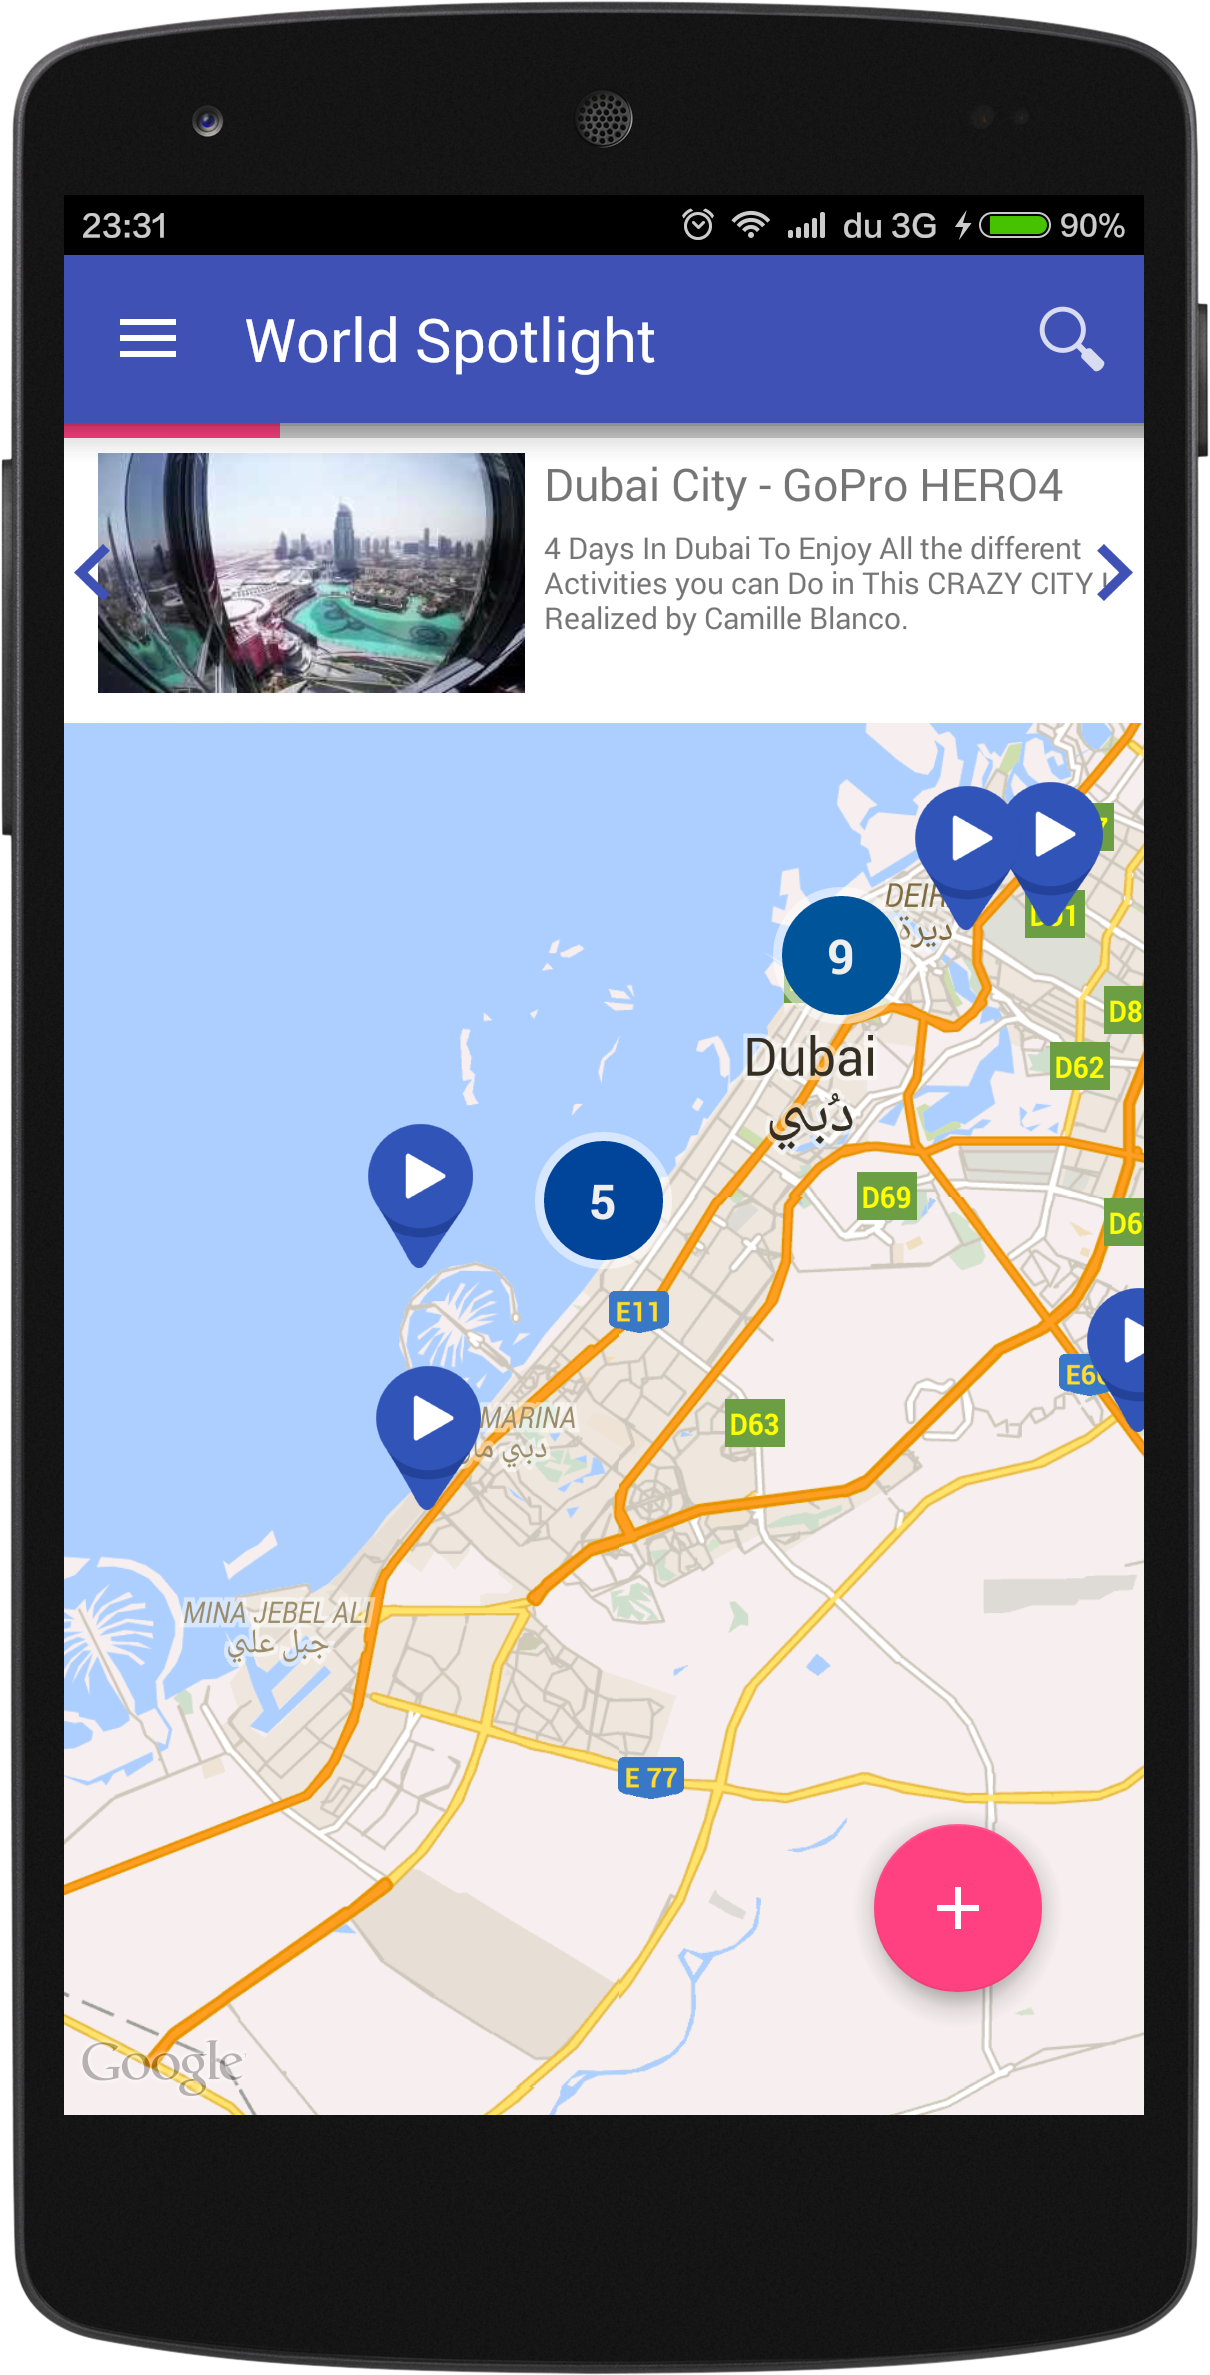 23:31 du 3G 90%
World Spotlight
Dubai City - GoPro HERO4
4 Days In Dubai To Enjoy All the different
Activities you can Do in This CRAZY CITY !
Realized by Camille Blanco.
DEIR
ديرة
9
D8
Dubai
دُبي
D62
5
D69
D6
E11
E6
MARINA
دبي
D63
MINA JEBEL ALI
جبل علي
E 77
Google